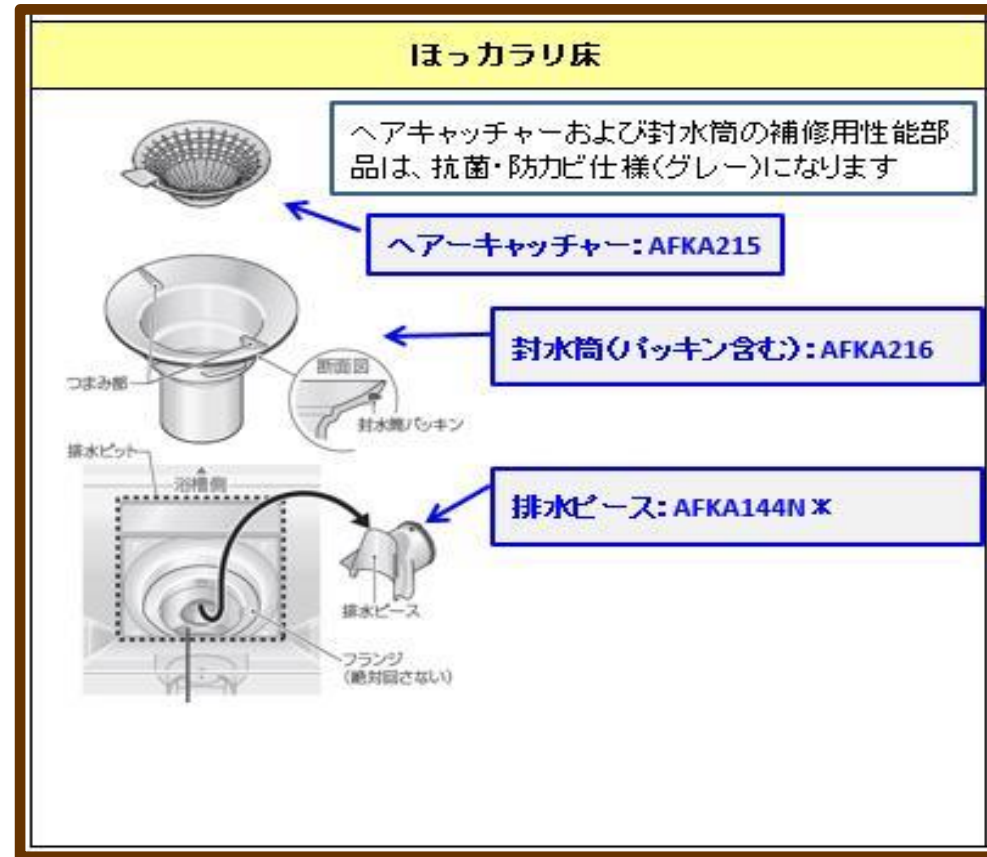 ほっカラリ床
ヘアキャッチャーおよび封水筒の補修用性能部
品は、抗菌・防カビ仕様(グレー)になります
ヘアーキャッチャー:AFKA215
封水筒(パッキン含む):AFKA216
断面図
つまみ部
封水筒パッキン
排水ピット
浴槽側
排水ピース:AFKA144N＊
排水ピース
フランジ
(絶対回さない)